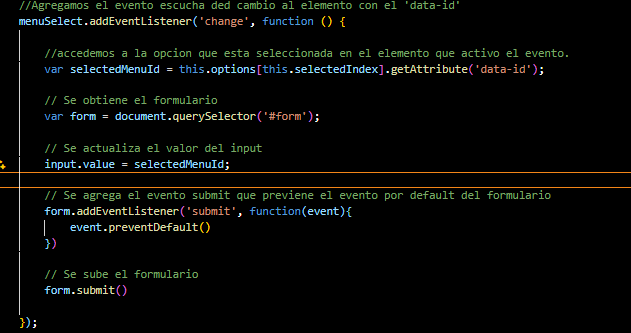 //Agregamos el evento escucha ded cambio al elemento con el 'data-id'
menuSelect.addEventListener('change', function () {
//accedemos a la opcion que esta seleccionada en el elemento que activo el evento.
var selectedMenuId = this.options[this.selectedIndex].getAttribute('data-id');
// Se obtiene el formulario
var form = document.querySelector('#form');
// Se actualiza el valor del input
input.value = selectedMenuId;
// Se agrega el evento submit que previene el evento por default del formulario
form.addEventListener('submit', function(event){
event.preventDefault()
})
// Se sube el formulario
form.submit()
});